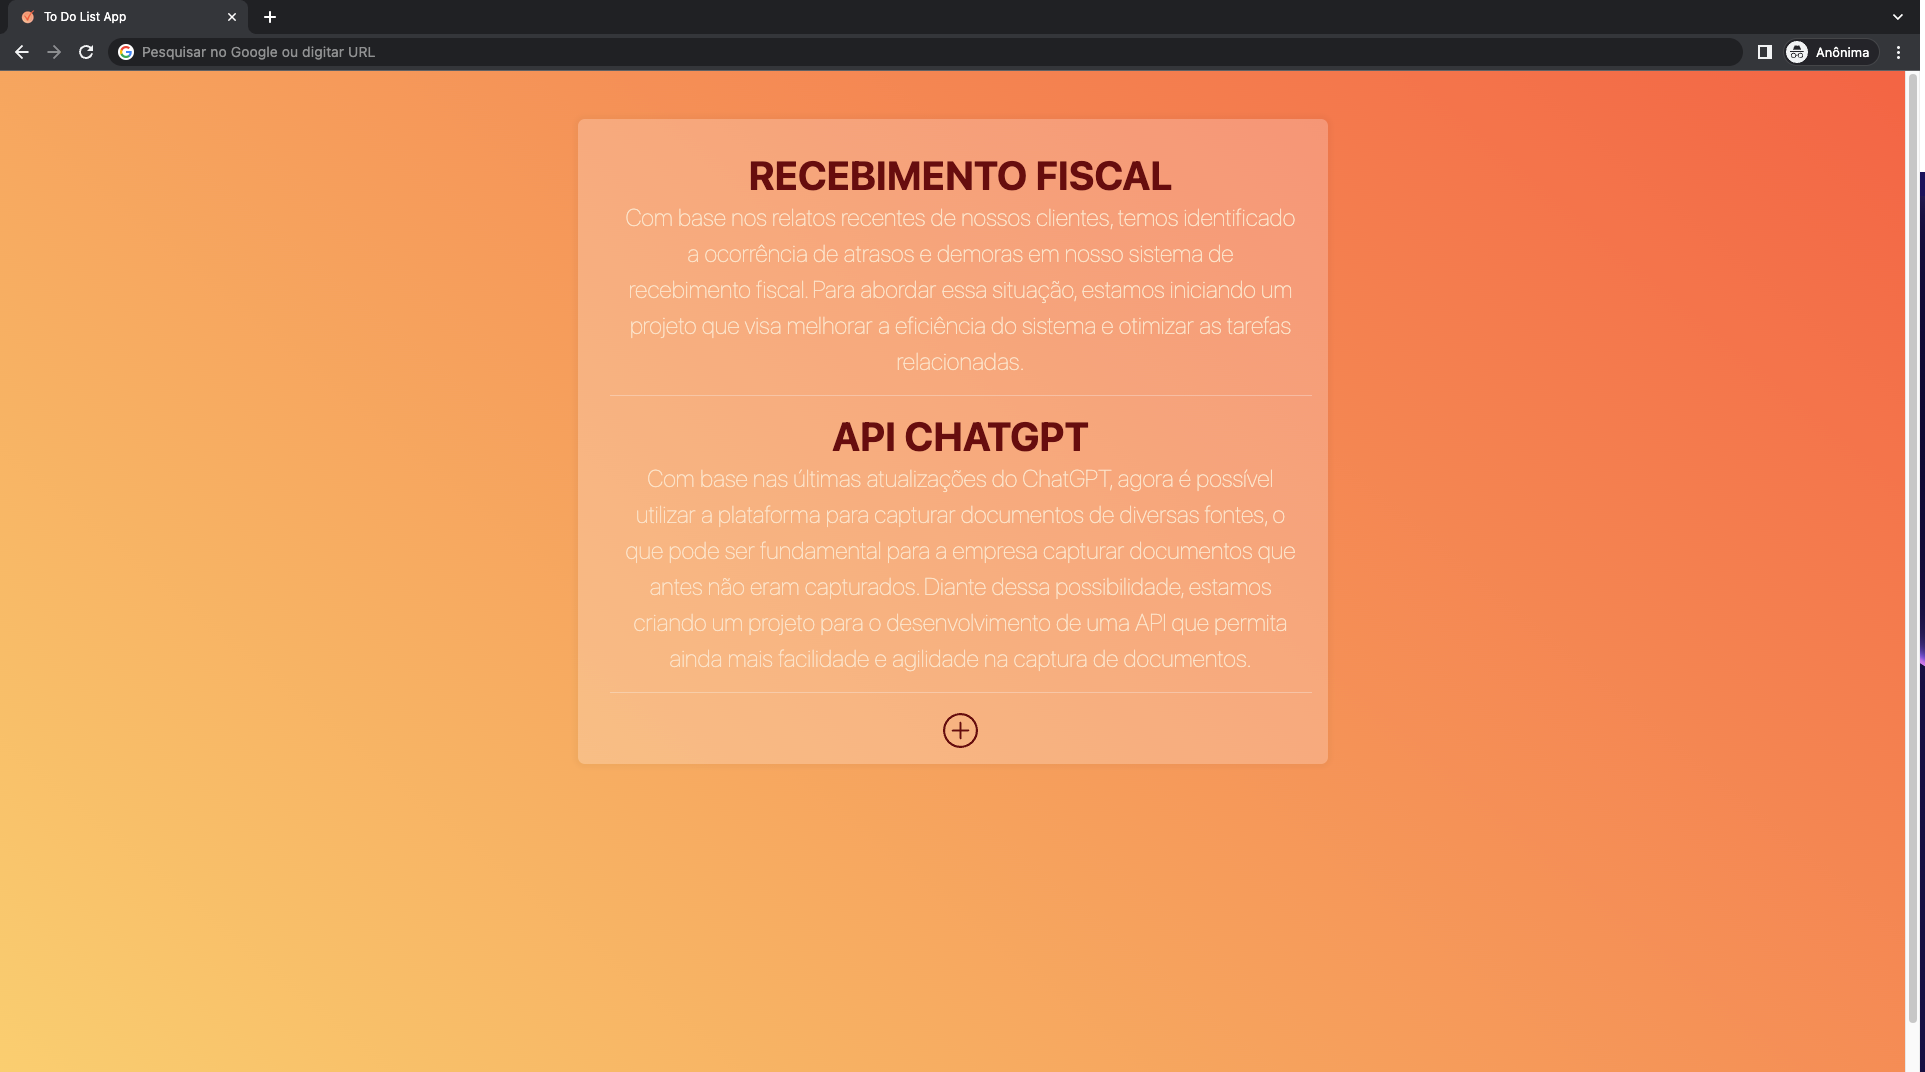 To Do List App
Pesquisar no Google ou digitar URL
Anônima
RECEBIMENTO FISCAL
Com base nos relatos recentes de nossos clientes, temos identificado
a ocorrência de atrasos e demoras em nosso sistema de
recebimento fiscal. Para abordar essa situação, estamos iniciando um
projeto que visa melhorar a eficiência do sistema e otimizar as tarefas
relacionadas.
API CHATGPT
Com base nas últimas atualizações do ChatGPT, agora é possível
utilizar a plataforma para capturar documentos de diversas fontes, o
que pode ser fundamental para a empresa capturar documentos que
antes não eram capturados. Diante dessa possibilidade, estamos
criando um projeto para o desenvolvimento de uma API que permita
ainda mais facilidade e agilidade na captura de documentos.